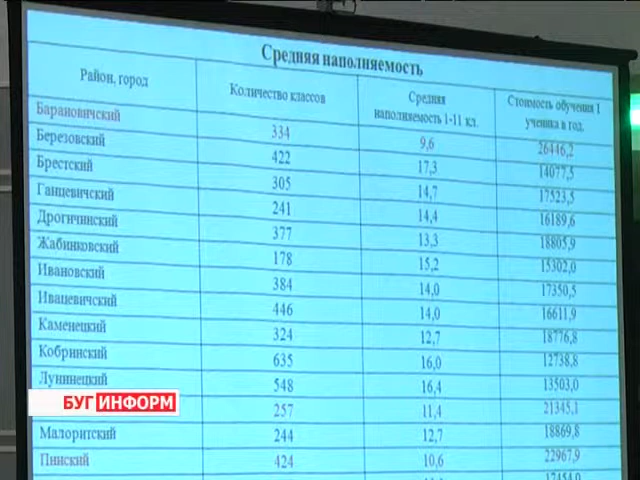 Средняя наполняемость
Район, город Количество классов Средняя наполняемость 1-11 кл. Стоимость обучения 1 ученика в год.
Барановичский 334 9,6 26446,2
Березовский 422 17,3 14077,5
Брестский 305 14,7 17523,5
Ганцевичский 241 14,4 16189,6
Дрогичинский 377 13,3 18805,9
Жабинковский 178 15,2 15302,0
Ивановский 384 14,0 17350,5
Ивацевичский 446 14,0 16611,9
Каменецкий 324 12,7 18776,8
Кобринский 635 16,0 12738,8
Лунинецкий 548 16,4 13503,0
257 11,4 21345,1
Малоритский 244 12,7 18869,8
Пинский 424 10,6 22967,9
БУГ ИНФОРМ